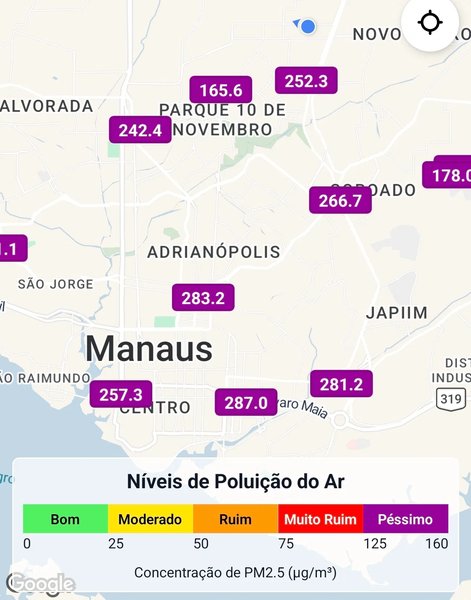 NOVO
252.3
165.6
ALVORADA
PARQUE 10 DE
NOVEMBRO
242.4
178.0
COROADO
266.7
ADRIANÓPOLIS
SÃO JORGE
283.2
JAPIIM
Manaus
SÃO RAIMUNDO
281.2
257.3
287.0
CENTRO
Maia
319
Níveis de Poluição do Ar
Bom Moderado Ruim Muito Ruim Péssimo
0 25 50 75 125 160
Concentração de PM2.5 (µg/m³)
Google